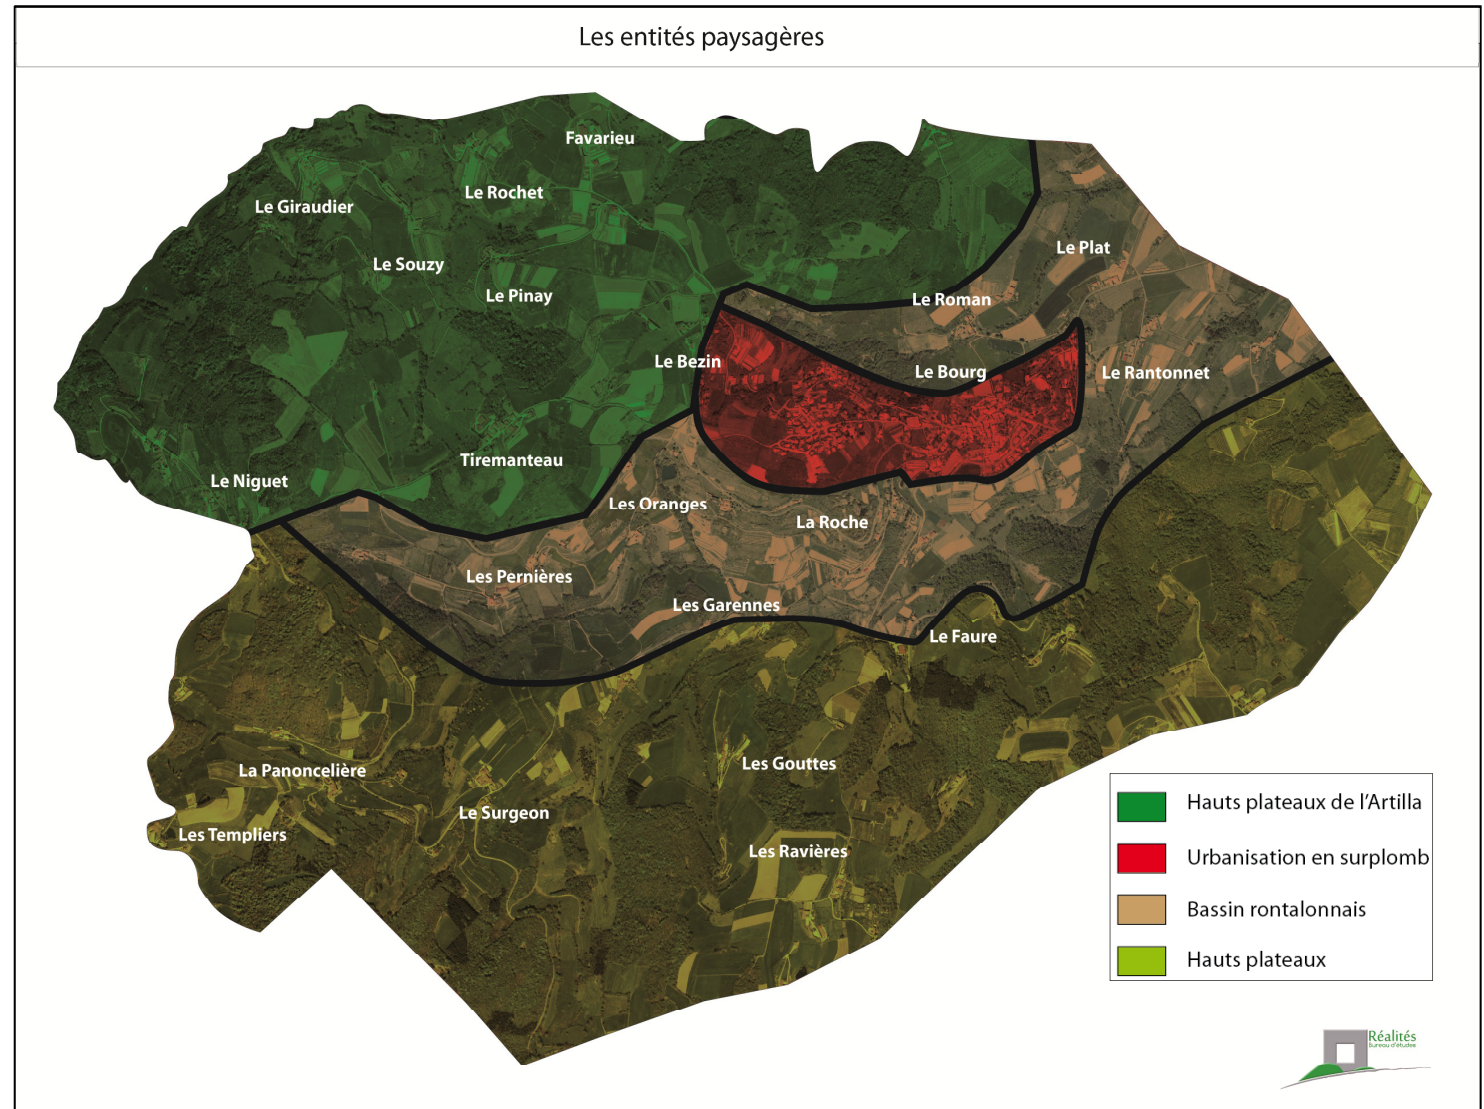 Les entités paysagères
Favarieu
Le Rochet
Le Giraudier
Le Plat
Le Souzy
Le Pinay
Le Roman
Le Bezin
Le Bourg
Le Rantonnet
Tiremanteau
Le Niguet
Les Oranges
La Roche
Les Pernières
Les Garennes
Le Faure
Les Gouttes
La Panoncelière
Le Surgeon
Les Templiers
Les Ravières
Hauts plateaux de l'Artilla
Urbanisation en surplomb
Bassin rontalonnais
Hauts plateaux
Réalités
Bureau d'études